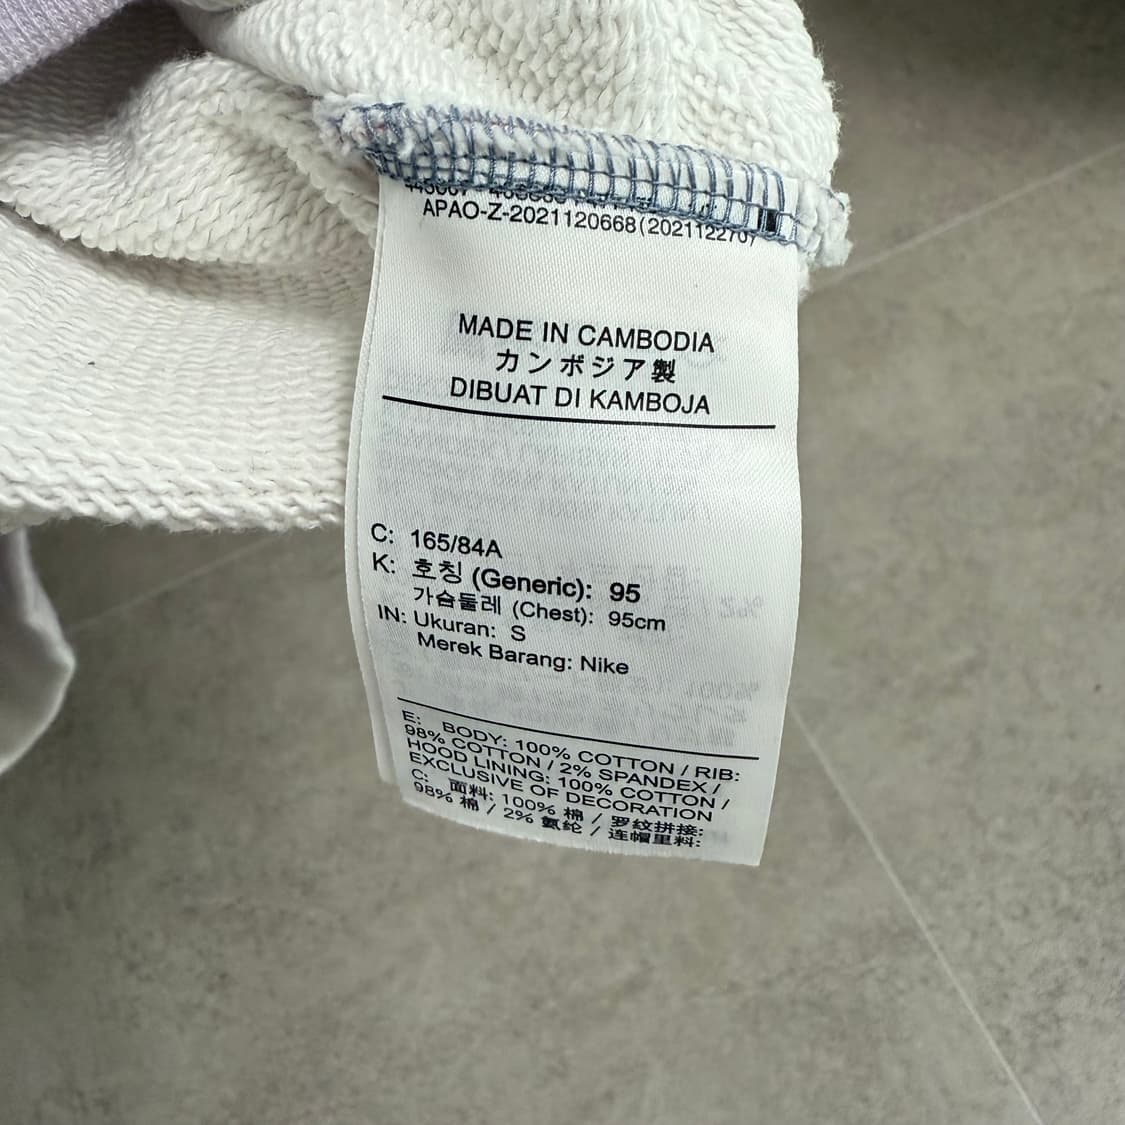 APAO-Z-2021120668(202112270)
MADE IN CAMBODIA
カンボジア製
DIBUAT DI KAMBOJA
C: 165/84A
K: 호칭 (Generic): 95
가슴둘레 (Chest): 95cm
IN: Ukuran: S
Merek Barang: Nike
E: BODY: 100% COTTON / RIB:
98% COTTON / 2% SPANDEX /
HOOD LINING: 100% COTTON /
EXCLUSIVE OF DECORATION
C: 面料: 100% 棉 / 罗纹拼接:
98% 棉 / 2% 氨纶 / 连帽里料: